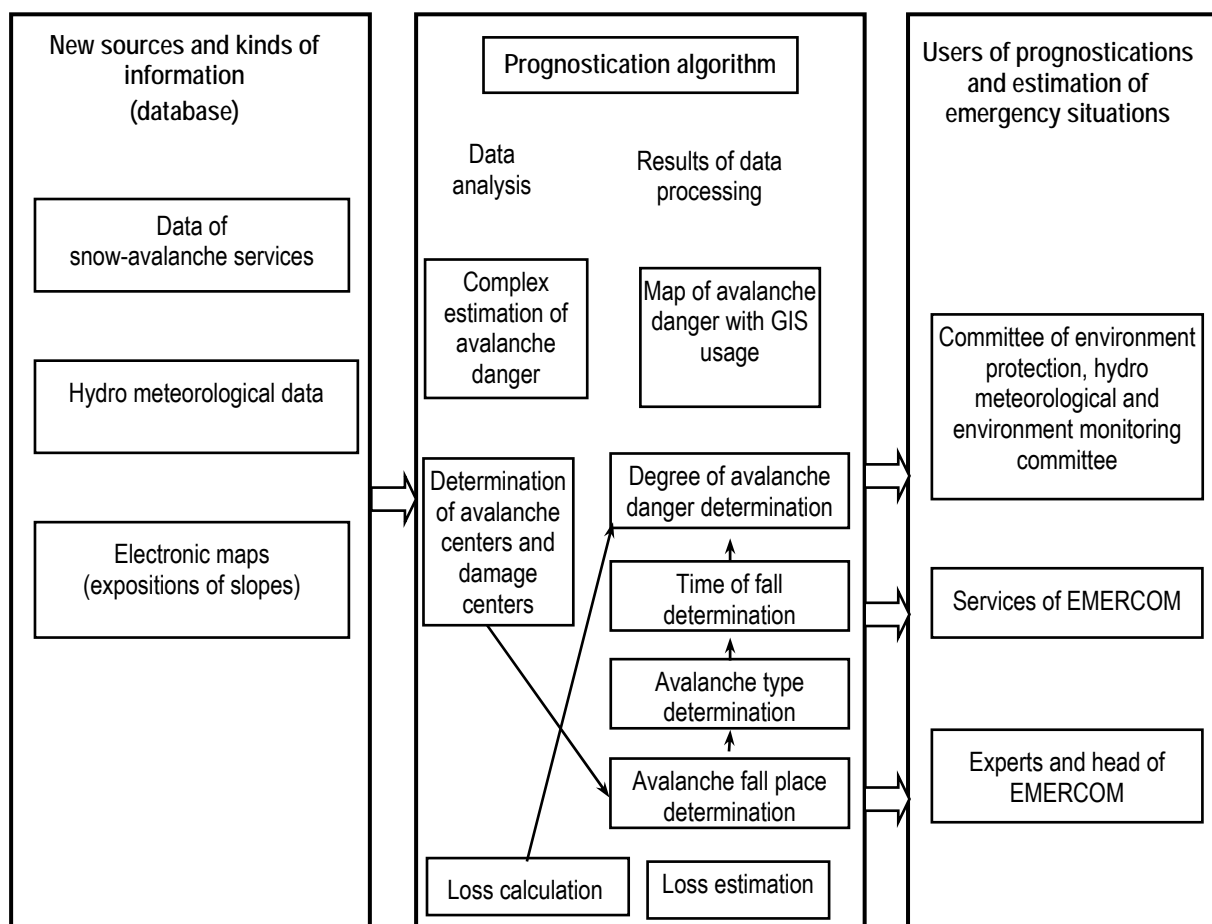 New sources and kinds of
information
(database)
Data of
snow-avalanche services
Hydro meteorological data
Electronic maps
(expositions of slopes)
Prognostication algorithm
Data
analysis
Results of data
processing
Complex
estimation of
avalanche
danger
Map of avalanche
danger with GIS
usage
Determination
of avalanche
centers and
damage
centers
Degree of avalanche
danger determination
Time of fall
determination
Avalanche type
determination
Avalanche fall place
determination
Loss calculation
Loss estimation
Users of prognostications
and estimation of
emergency situations
Committee of environment
protection, hydro
meteorological and
environment monitoring
committee
Services of EMERCOM
Experts and head of
EMERCOM